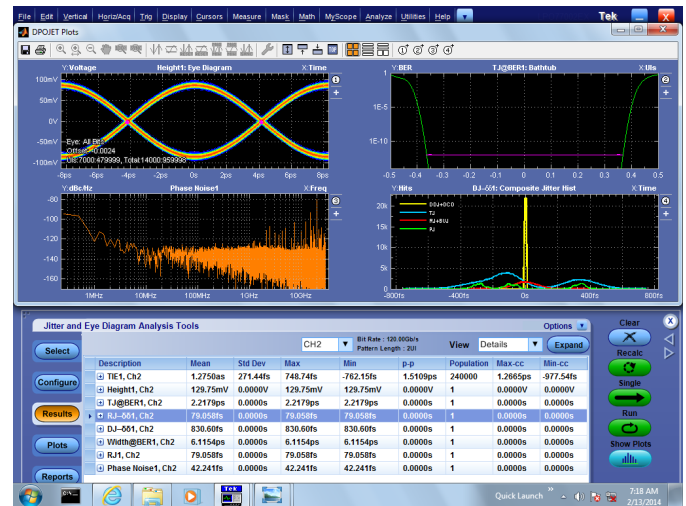 File Edit Vertical Horiz/Acq Trig Display Cursors Measure Mask Math MyScope Analyze Utilities Help Tek X
DPOJET Plots
Y:Voltage Height1: Eye Diagram X:Time
100mV
50mV
0V
-50mV
-100mV
Eye: All Bits
Offset: -0.0024
UIs:7000:479999, Total:14000:959998
-8ps -6ps -4ps -2ps 0s 2ps 4ps 6ps 8ps
1
Y:BER TJ@BER1: Bathtub X:UIs
1
1E-5
1E-10
-0.5 -0.4 -0.3 -0.2 -0.1 0 0.1 0.2 0.3 0.4 0.5
2
Y:dBc/Hz Phase Noise1 X:Freq
-80
-100
-120
-140
-160
1MHz 10MHz 100MHz 1GHz 10GHz
3
Y:Hits DJ-δδ1: Composite Jitter Hist X:Time
20k
15k
10k
5k
0
DDJ+DCD
TJ
RJ+BUJ
PJ
-800fs -400fs 0s 400fs 800fs
4
Jitter and Eye Diagram Analysis Tools Options
CH2 Bit Rate : 120.00Gb/s
Pattern Length : 2UI
View Details Expand
Select
Configure
Results
Plots
Reports
Description Mean Std Dev Max Min p-p Population Max-cc Min-cc
TIE1, Ch2 1.2750as 271.44fs 748.74fs -762.15fs 1.5109ps 240000 1.2665ps -977.54fs
Height1, Ch2 129.75mV 0.0000V 129.75mV 129.75mV 0.0000V 1 0.0000V 0.0000V
TJ@BER1, Ch2 2.2179ps 0.0000s 2.2179ps 2.2179ps 0.0000s 1 0.0000s 0.0000s
RJ–δδ1, Ch2 79.058fs 0.0000s 79.058fs 79.058fs 0.0000s 1 0.0000s 0.0000s
DJ–δδ1, Ch2 830.60fs 0.0000s 830.60fs 830.60fs 0.0000s 1 0.0000s 0.0000s
Width@BER1, Ch2 6.1154ps 0.0000s 6.1154ps 6.1154ps 0.0000s 1 0.0000s 0.0000s
RJ1, Ch2 79.058fs 0.0000s 79.058fs 79.058fs 0.0000s 1 0.0000s 0.0000s
Phase Noise1, Ch2 42.241fs 0.0000s 42.241fs 42.241fs 0.0000s 1 0.0000s 0.0000s
Clear
Recalc
Single
Run
Show Plots
Tek
Quick Launch
7:18 AM
2/13/2014